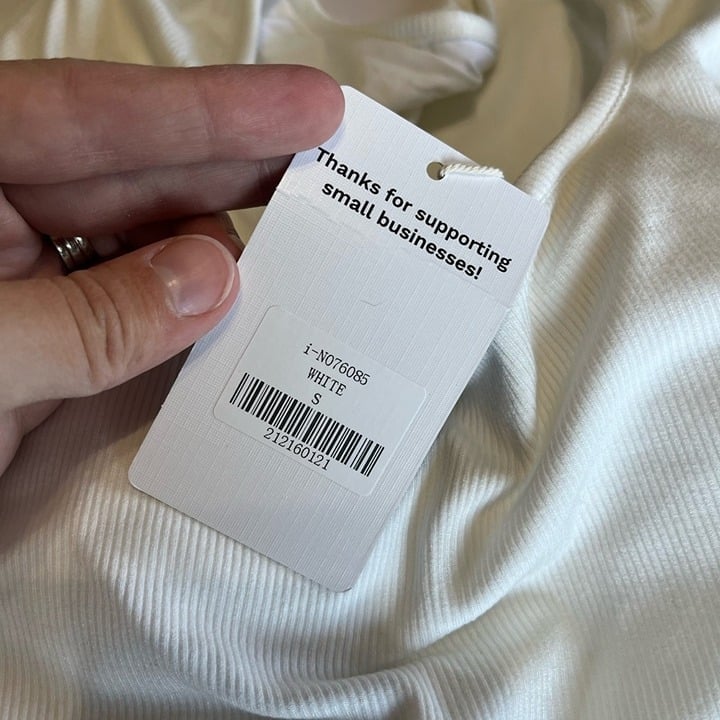 Thanks for supporting
small businesses!
i-N076085
WHITE
S
212160121